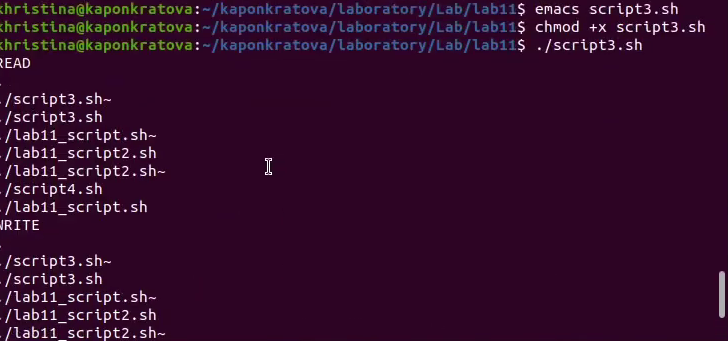 khristina@kaponkratova:~/kaponkratova/laboratory/Lab/lab11$ emacs script3.sh
khristina@kaponkratova:~/kaponkratova/laboratory/Lab/lab11$ chmod +x script3.sh
khristina@kaponkratova:~/kaponkratova/laboratory/Lab/lab11$ ./script3.sh
READ
.
./script3.sh~
./script3.sh
./lab11_script.sh~
./lab11_script2.sh
./lab11_script2.sh~
./script4.sh
./lab11_script.sh
WRITE
.
./script3.sh~
./script3.sh
./lab11_script.sh~
./lab11_script2.sh
./lab11_script2.sh~